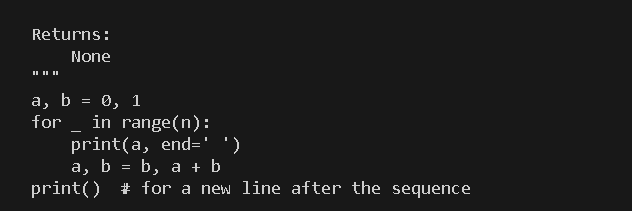 Returns:
    None
"""
a, b = 0, 1
for _ in range(n):
    print(a, end=' ')
    a, b = b, a + b
print()  # for a new line after the sequence